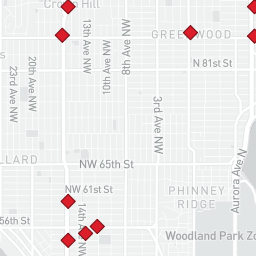 Crown Hill
13th Ave NW
8th Ave NW
GREENWOOD
20th Ave NW
23rd Ave NW
10th Ave NW
N 81st St
3rd Ave NW
LLARD
NW 65th St
Aurora Ave N
NW 61st St
PHINNEY
RIDGE
14th Ave NW
56th St
Woodland Park Zo